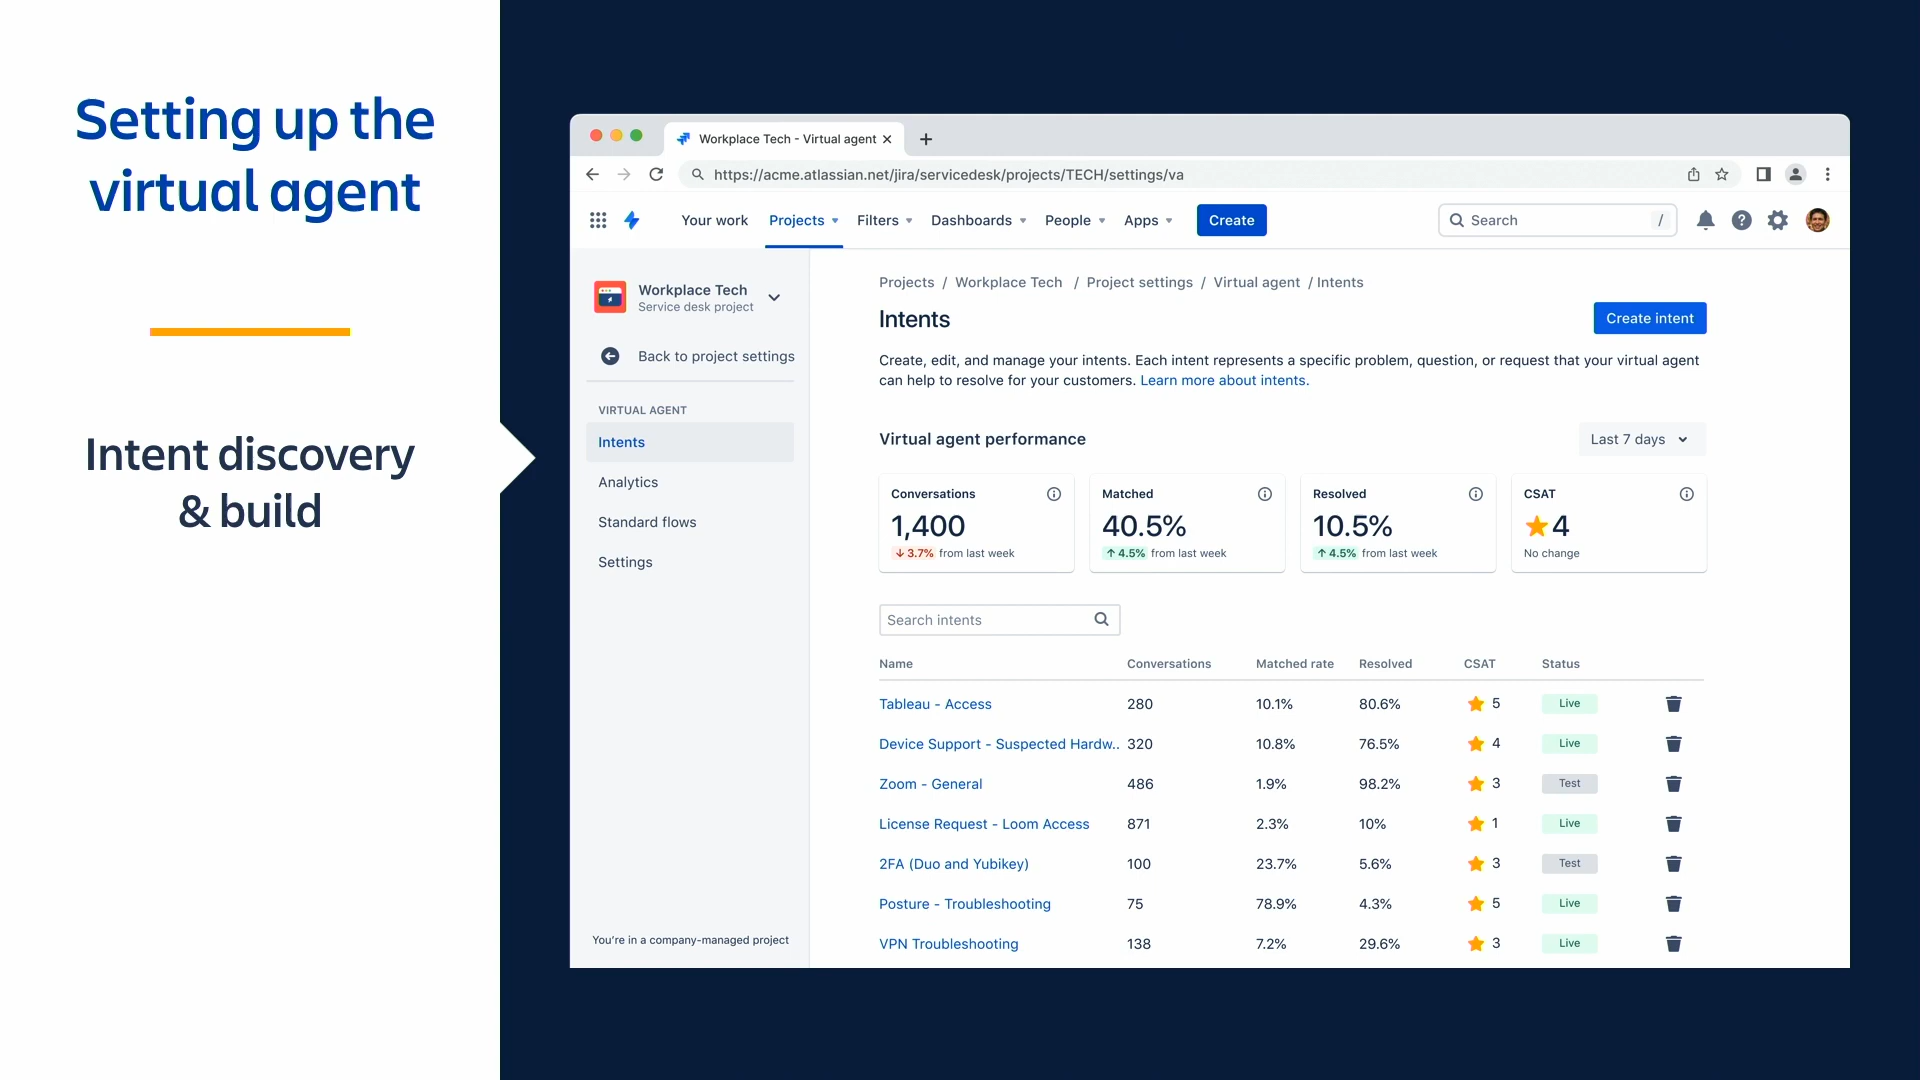 Setting up the
virtual agent
Intent discovery
& build
Workplace Tech - Virtual agent
https://acme.atlassian.net/jira/servicedesk/projects/TECH/settings/va
Your work Projects Filters Dashboards People Apps Create Search /
Workplace Tech
Service desk project
Back to project settings
VIRTUAL AGENT
Intents
Analytics
Standard flows
Settings
You're in a company-managed project
Projects / Workplace Tech / Project settings / Virtual agent / Intents
Intents
Create intent
Create, edit, and manage your intents. Each intent represents a specific problem, question, or request that your virtual agent
can help to resolve for your customers. Learn more about intents.
Virtual agent performance
Last 7 days
Conversations
1,400
↓ 3.7% from last week
Matched
40.5%
↑ 4.5% from last week
Resolved
10.5%
↑ 4.5% from last week
CSAT
4
No change
Search intents
Name Conversations Matched rate Resolved CSAT Status
Tableau - Access 280 10.1% 80.6% 5 Live
Device Support - Suspected Hardw.. 320 10.8% 76.5% 4 Live
Zoom - General 486 1.9% 98.2% 3 Test
License Request - Loom Access 871 2.3% 10% 1 Live
2FA (Duo and Yubikey) 100 23.7% 5.6% 3 Test
Posture - Troubleshooting 75 78.9% 4.3% 5 Live
VPN Troubleshooting 138 7.2% 29.6% 3 Live